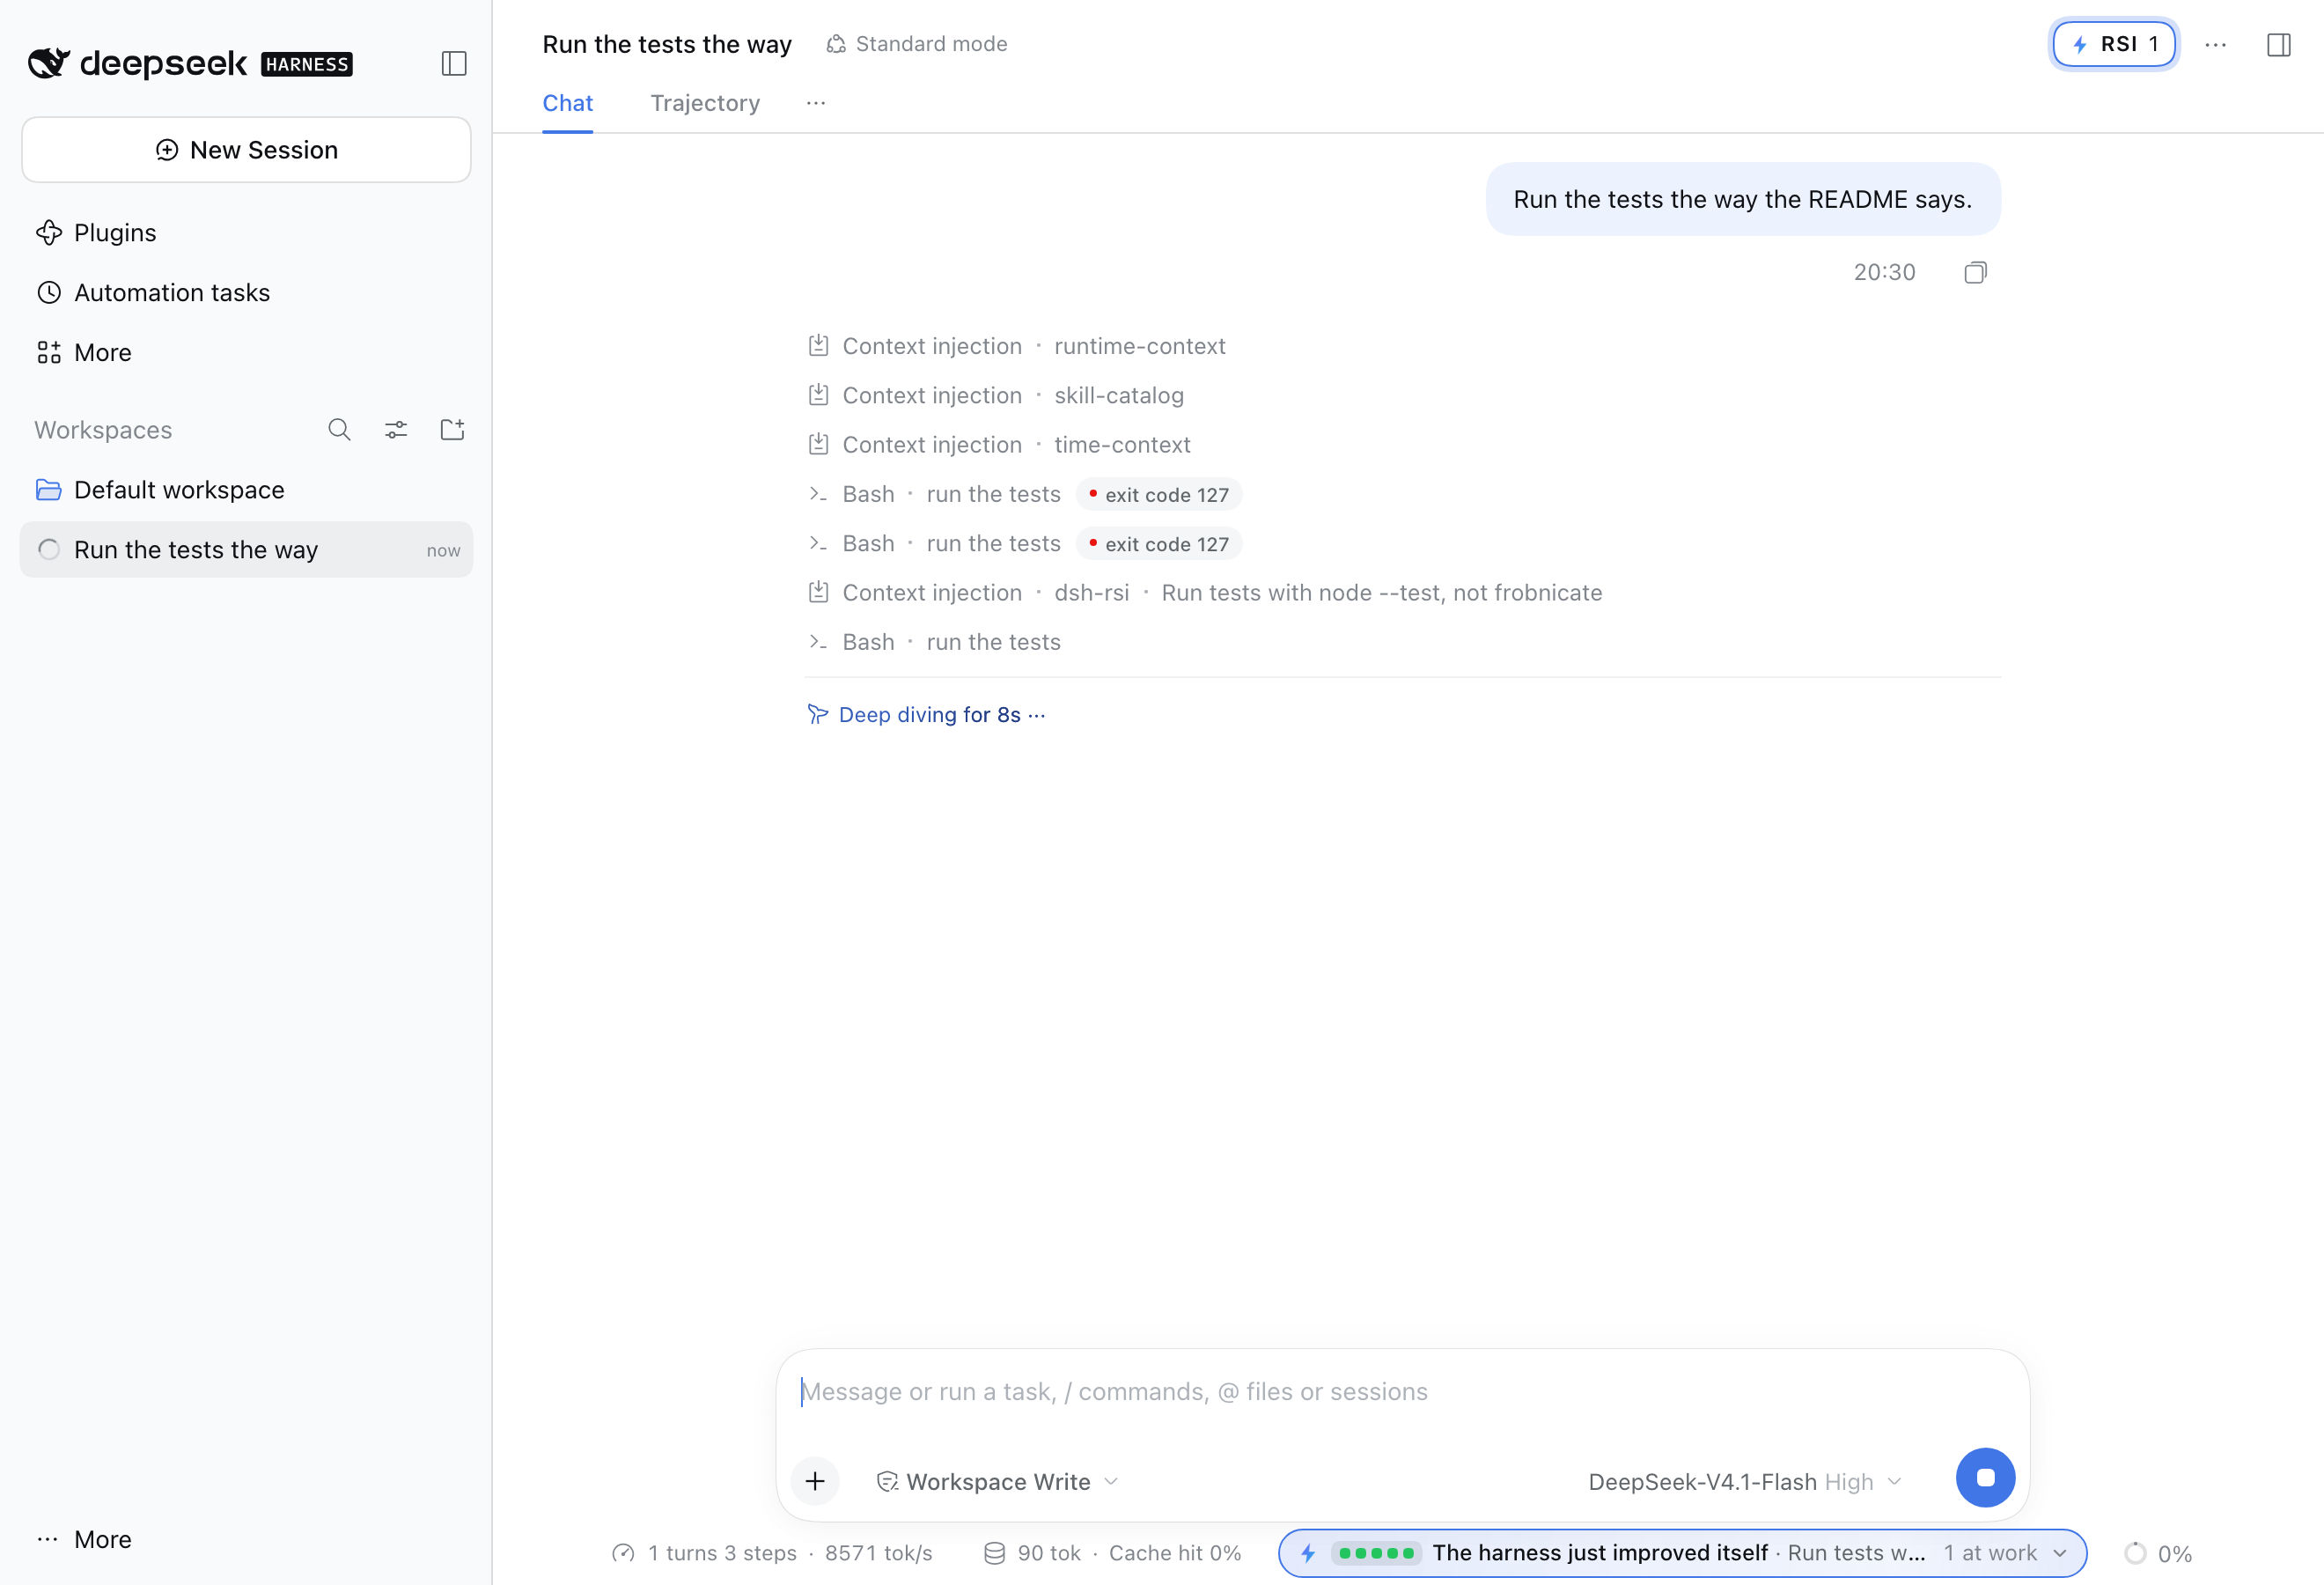 deepseek HARNESS
New Session
Plugins
Automation tasks
More
Workspaces
Default workspace
Run the tests the way now
More
Run the tests the way Standard mode RSI 1
Chat Trajectory
Run the tests the way the README says.
20:30
Context injection · runtime-context
Context injection · skill-catalog
Context injection · time-context
Bash · run the tests exit code 127
Bash · run the tests exit code 127
Context injection · dsh-rsi · Run tests with node --test, not frobnicate
Bash · run the tests
Deep diving for 8s ···
Message or run a task, / commands, @ files or sessions
Workspace Write DeepSeek-V4.1-Flash High
1 turns 3 steps · 8571 tok/s 90 tok · Cache hit 0% The harness just improved itself · Run tests w... 1 at work 0%